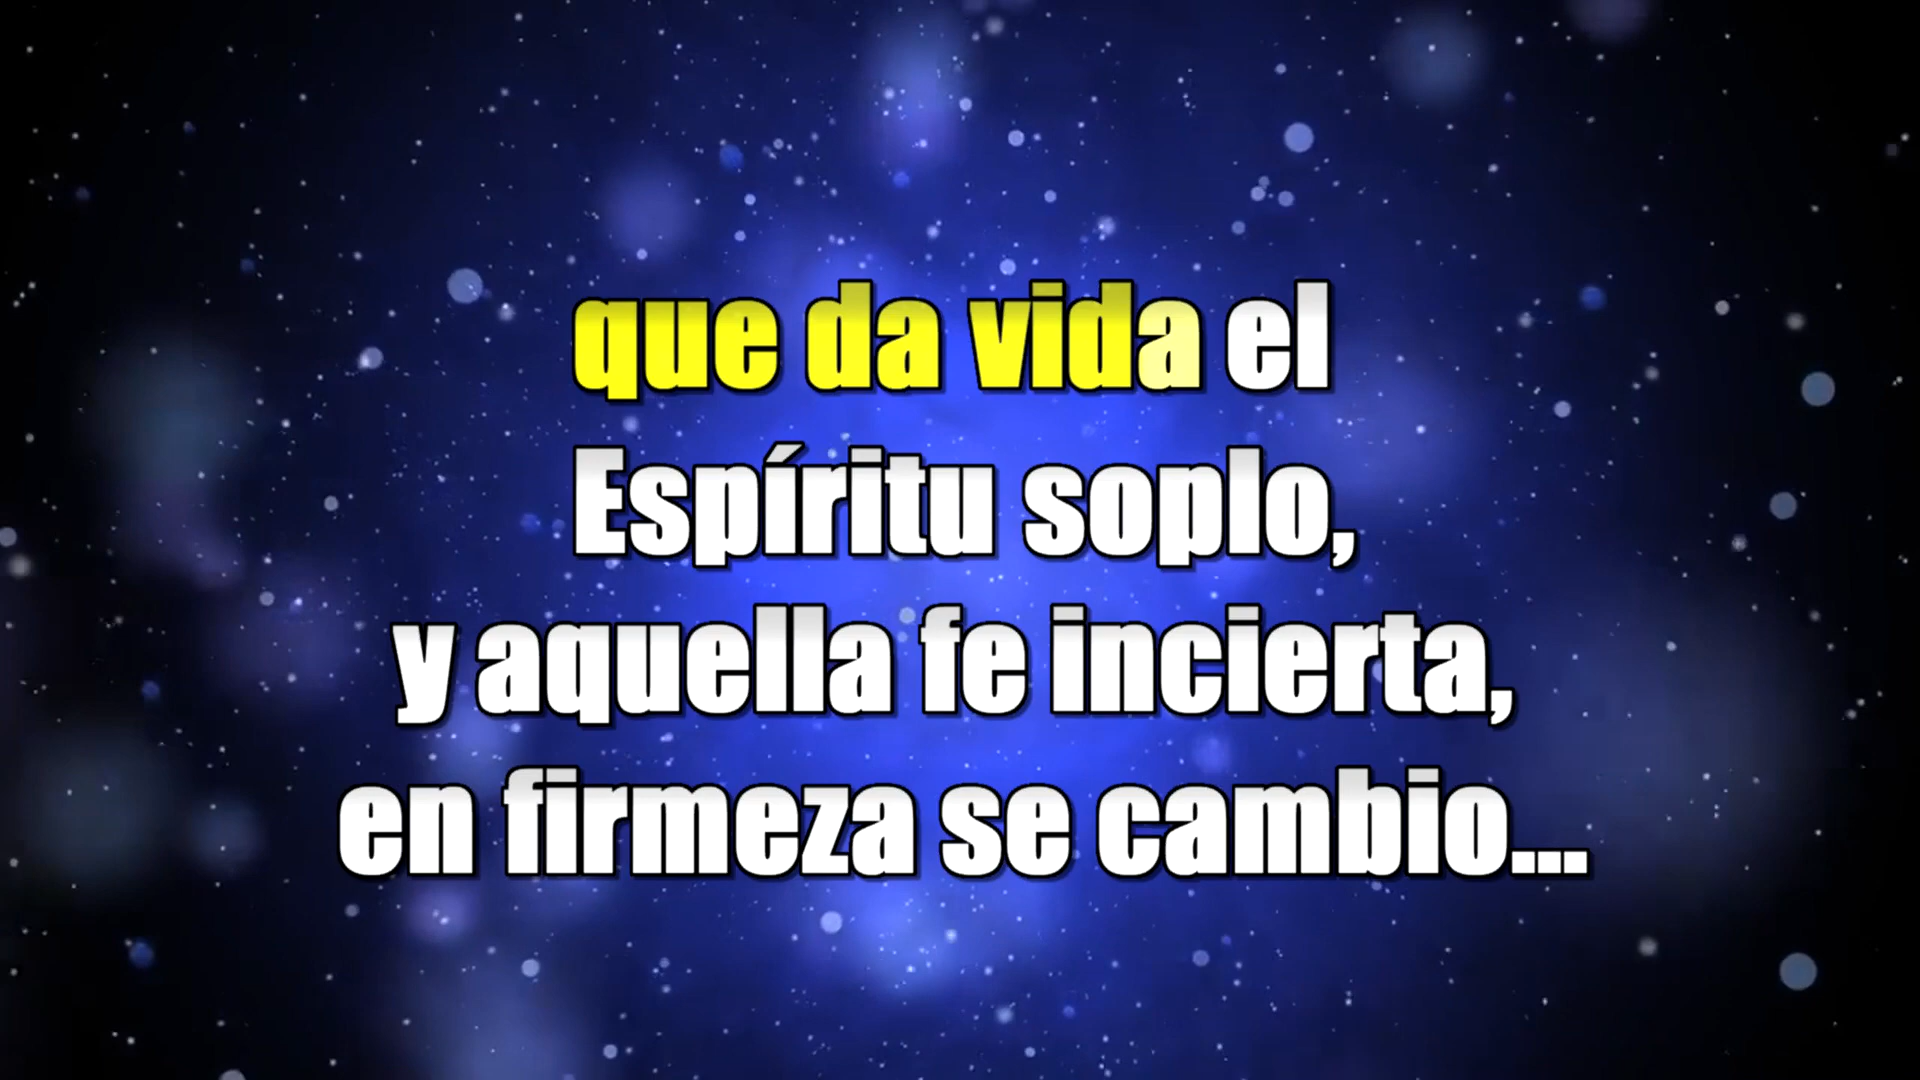 que da vida el
Espíritu soplo,
y aquella fe incierta,
en firmeza se cambio...